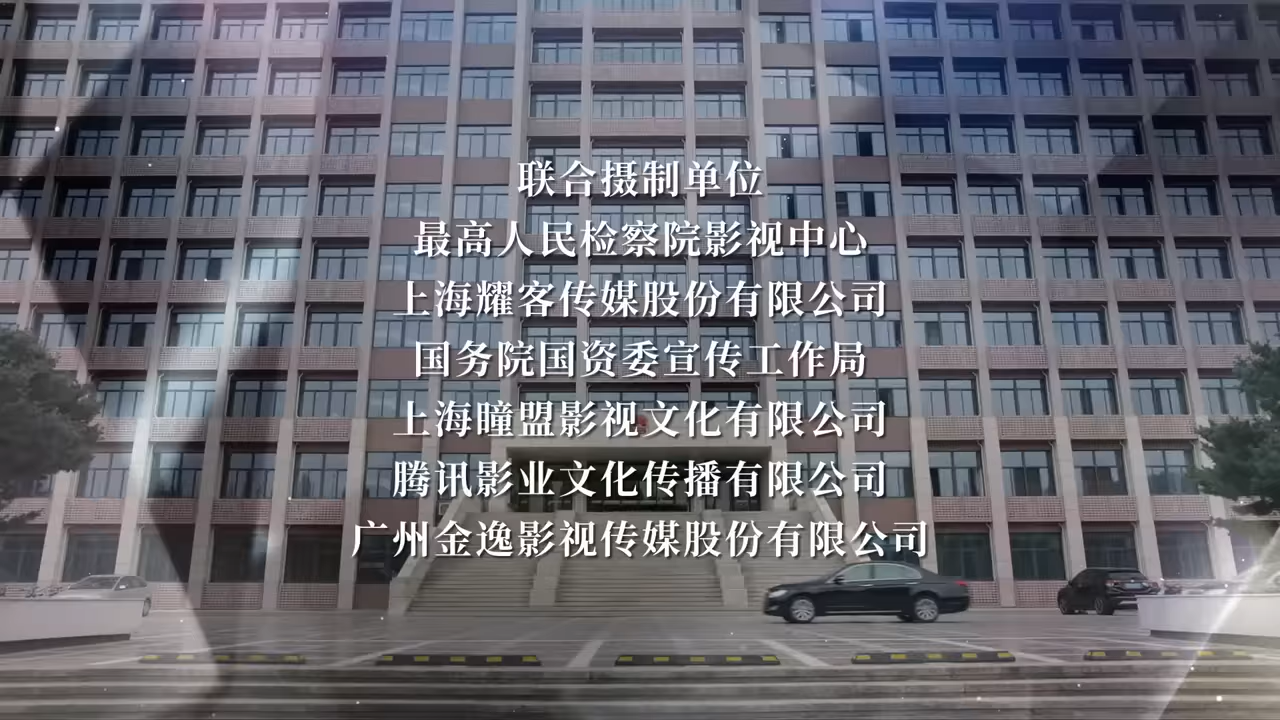 联合摄制单位
最高人民检察院影视中心
上海耀客传媒股份有限公司
国务院国资委宣传工作局
上海瞳盟影视文化有限公司
腾讯影业文化传播有限公司
广州金逸影视传媒股份有限公司